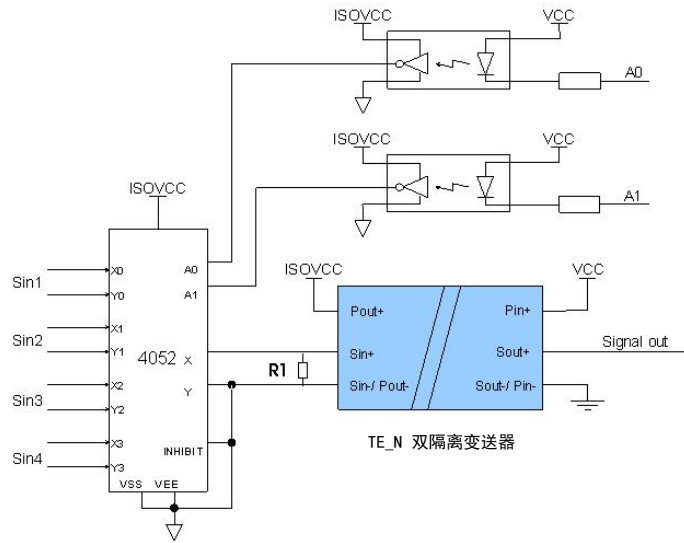 ISOVCC
VCC
A0
ISOVCC
VCC
A1
ISOVCC
ISOVCC
VCC
X0
A0
Sin1
Y0
A1
Pout+
Pin+
X1
Sin2
Y1
4052
X
Sin+
Sout+
Signal out
R1
X2
Y
Sin-/ Pout-
Sout-/ Pin-
Sin3
Y2
TE_N 双隔离变送器
X3
INHIBIT
Sin4
Y3
VSS
VEE